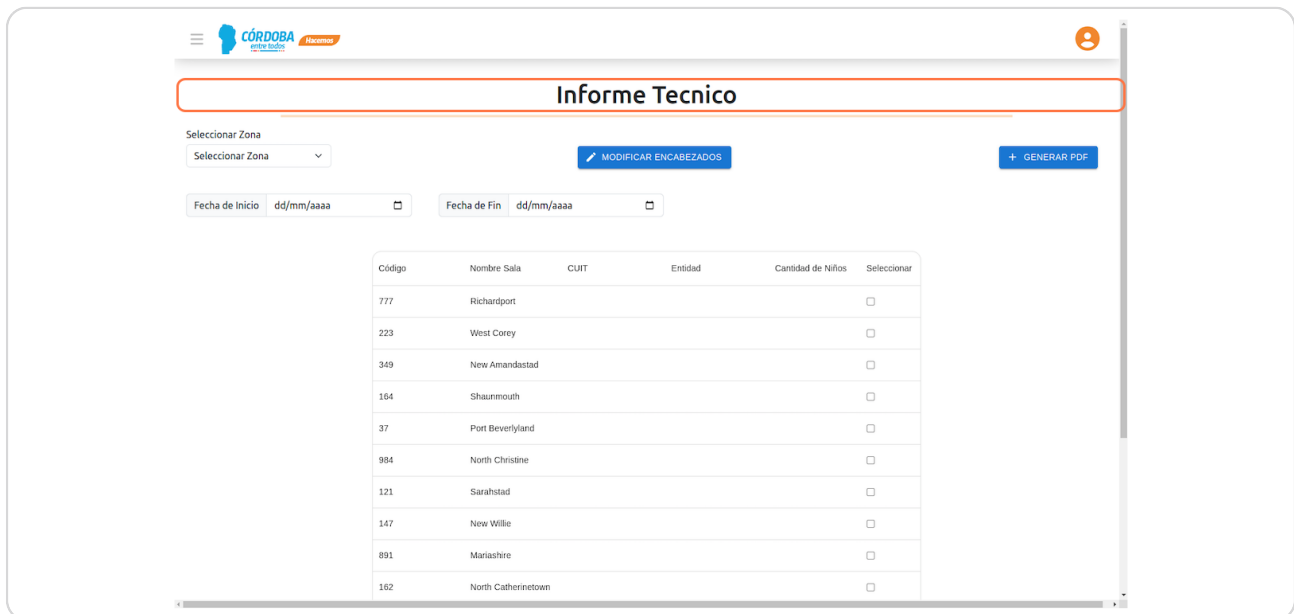 CÓRDOBA
entre todos
Hacemos
Informe Tecnico
Seleccionar Zona
Seleccionar Zona
MODIFICAR ENCABEZADOS
+ GENERAR PDF
Fecha de Inicio dd/mm/aaaa
Fecha de Fin dd/mm/aaaa
Código Nombre Sala CUIT Entidad Cantidad de Niños Seleccionar
777 Richardport
223 West Corey
349 New Amandastad
164 Shaunmouth
37 Port Beverlyland
984 North Christine
121 Sarahstad
147 New Willie
891 Mariashire
162 North Catherinetown